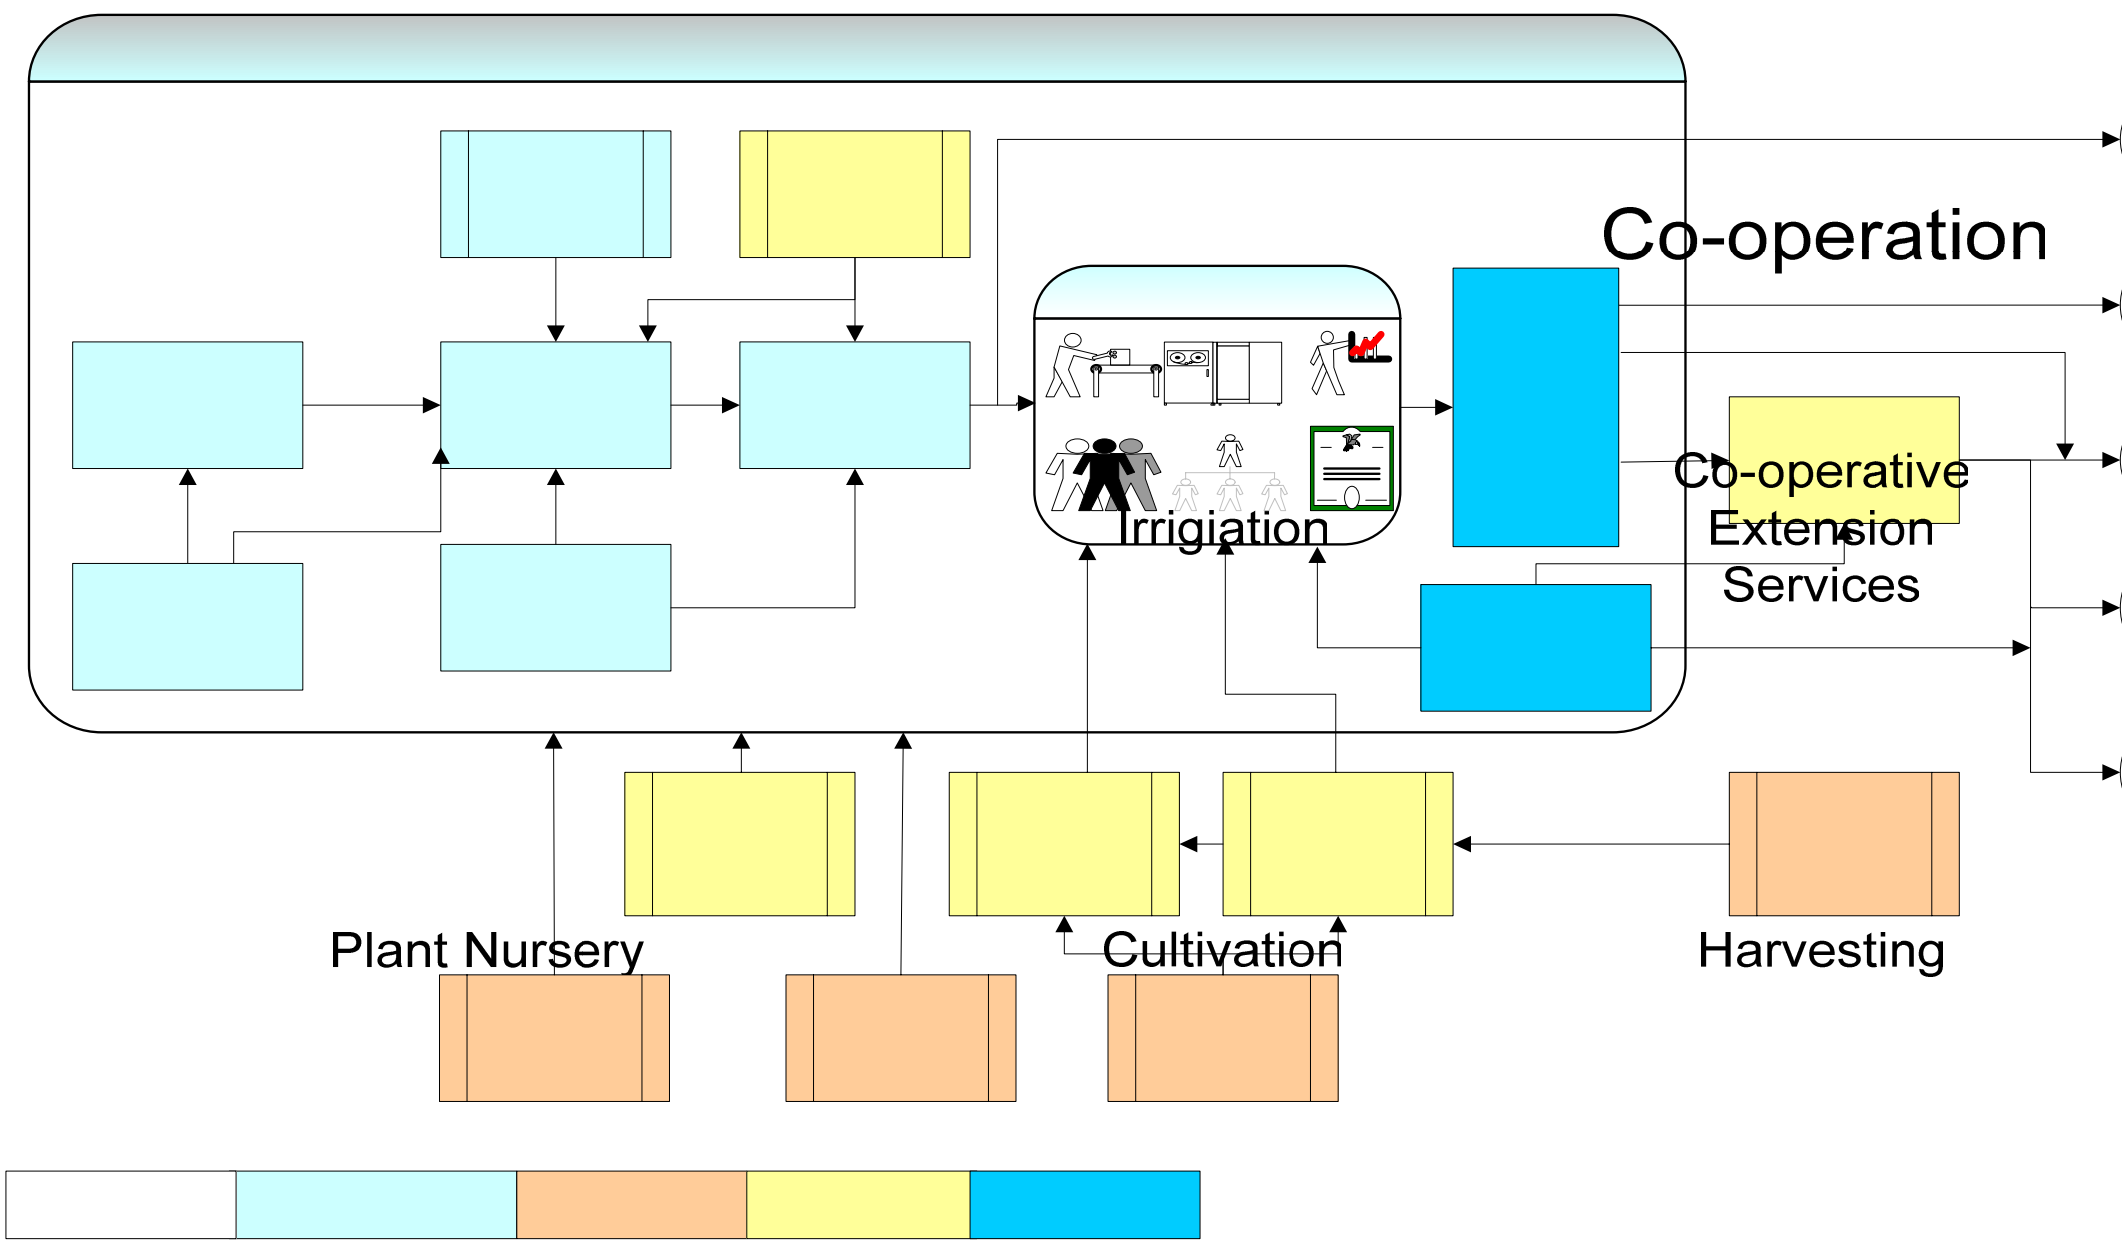 Co-operation
Co-operative
Extension
Services
Irrigiation
Plant Nursery
Cultivation
Harvesting